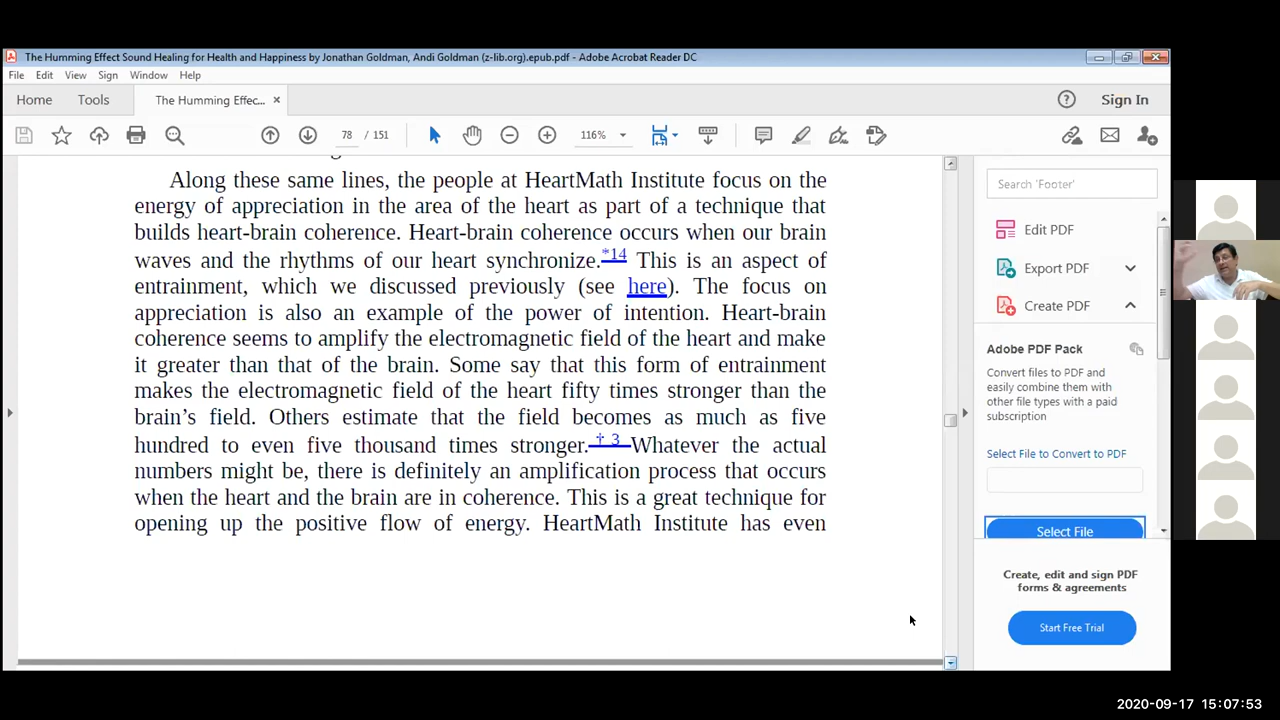 The Humming Effect Sound Healing for Health and Happiness by Jonathan Goldman, Andi Goldman (z-lib.org).epub.pdf - Adobe Acrobat Reader DC
File Edit View Sign Window Help
Home Tools The Humming Effec... × Sign In
78 / 151 116%
Along these same lines, the people at HeartMath Institute focus on the
energy of appreciation in the area of the heart as part of a technique that
builds heart-brain coherence. Heart-brain coherence occurs when our brain
waves and the rhythms of our heart synchronize.*14 This is an aspect of
entrainment, which we discussed previously (see here). The focus on
appreciation is also an example of the power of intention. Heart-brain
coherence seems to amplify the electromagnetic field of the heart and make
it greater than that of the brain. Some say that this form of entrainment
makes the electromagnetic field of the heart fifty times stronger than the
brain's field. Others estimate that the field becomes as much as five
hundred to even five thousand times stronger.† 3 Whatever the actual
numbers might be, there is definitely an amplification process that occurs
when the heart and the brain are in coherence. This is a great technique for
opening up the positive flow of energy. HeartMath Institute has even
Search 'Footer'
Edit PDF
Export PDF
Create PDF
Adobe PDF Pack
Convert files to PDF and
easily combine them with
other file types with a paid
subscription
Select File to Convert to PDF
Select File
Create, edit and sign PDF
forms & agreements
Start Free Trial
2020-09-17 15:07:53